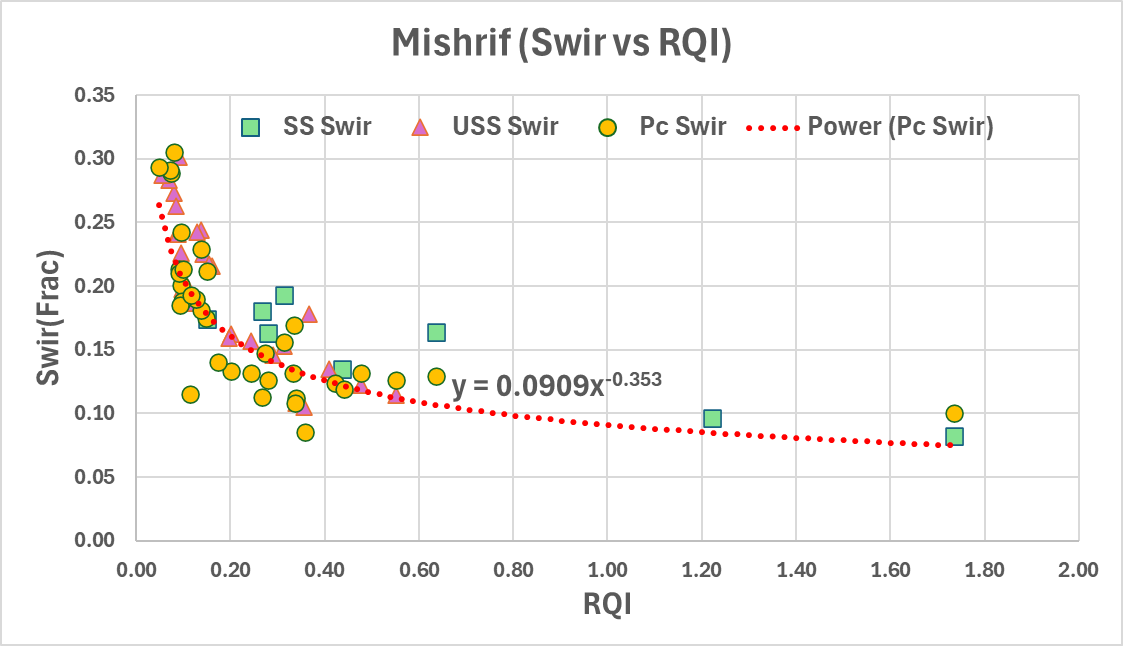 Mishrif (Swir vs RQI)
0.35
SS Swir USS Swir Pc Swir Power (Pc Swir)
0.30
0.25
0.20
Swir(Frac)
0.15
y = 0.0909x^-0.353
0.10
0.05
0.00
0.00 0.20 0.40 0.60 0.80 1.00 1.20 1.40 1.60 1.80 2.00
RQI